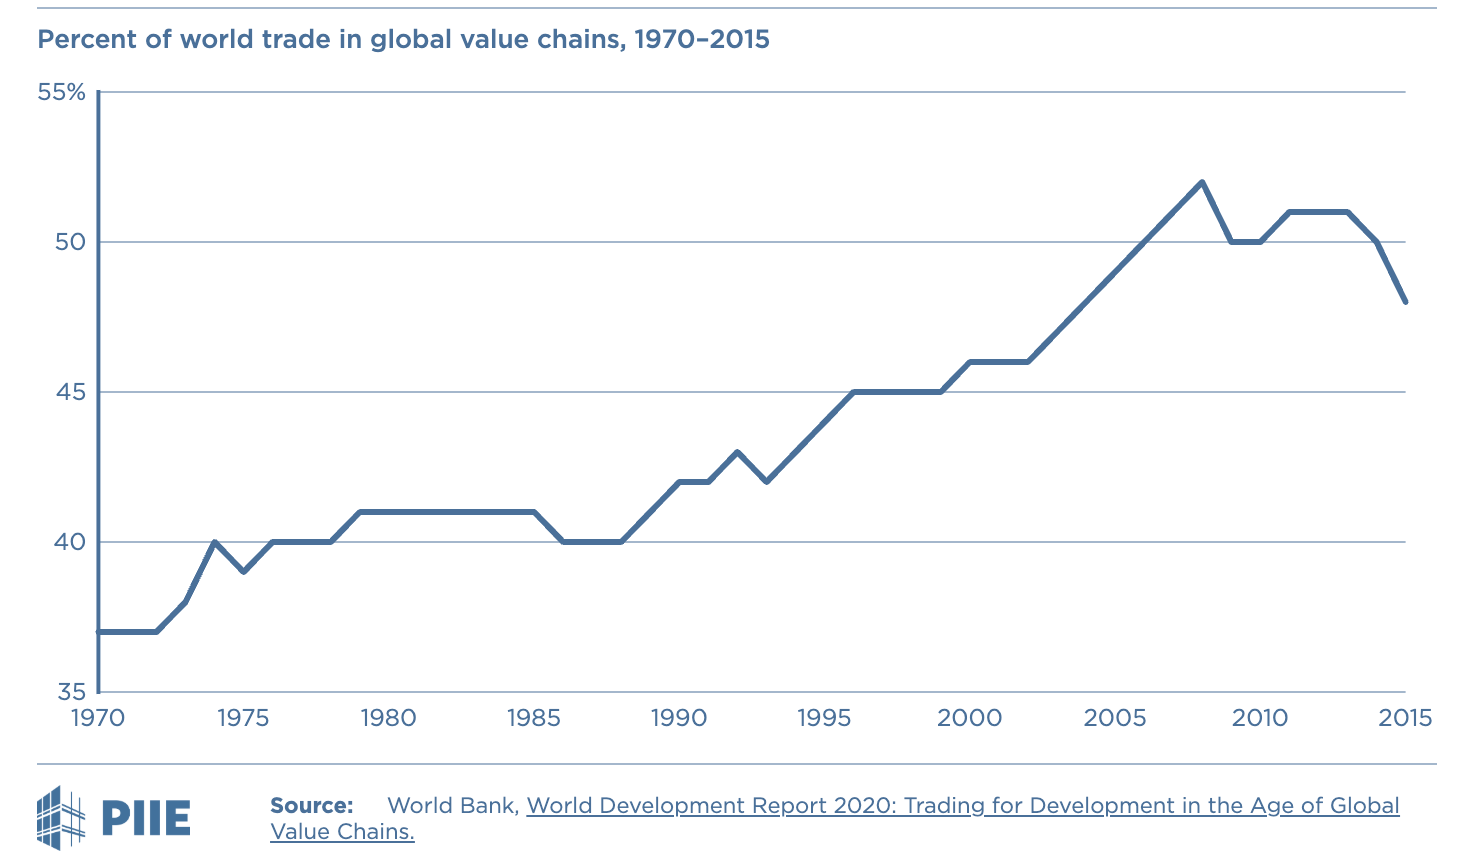 Percent of world trade in global value chains, 1970–2015
55%
50
45
40
35
1970 1975 1980 1985 1990 1995 2000 2005 2010 2015
PIIE
Source: World Bank, World Development Report 2020: Trading for Development in the Age of Global
Value Chains.